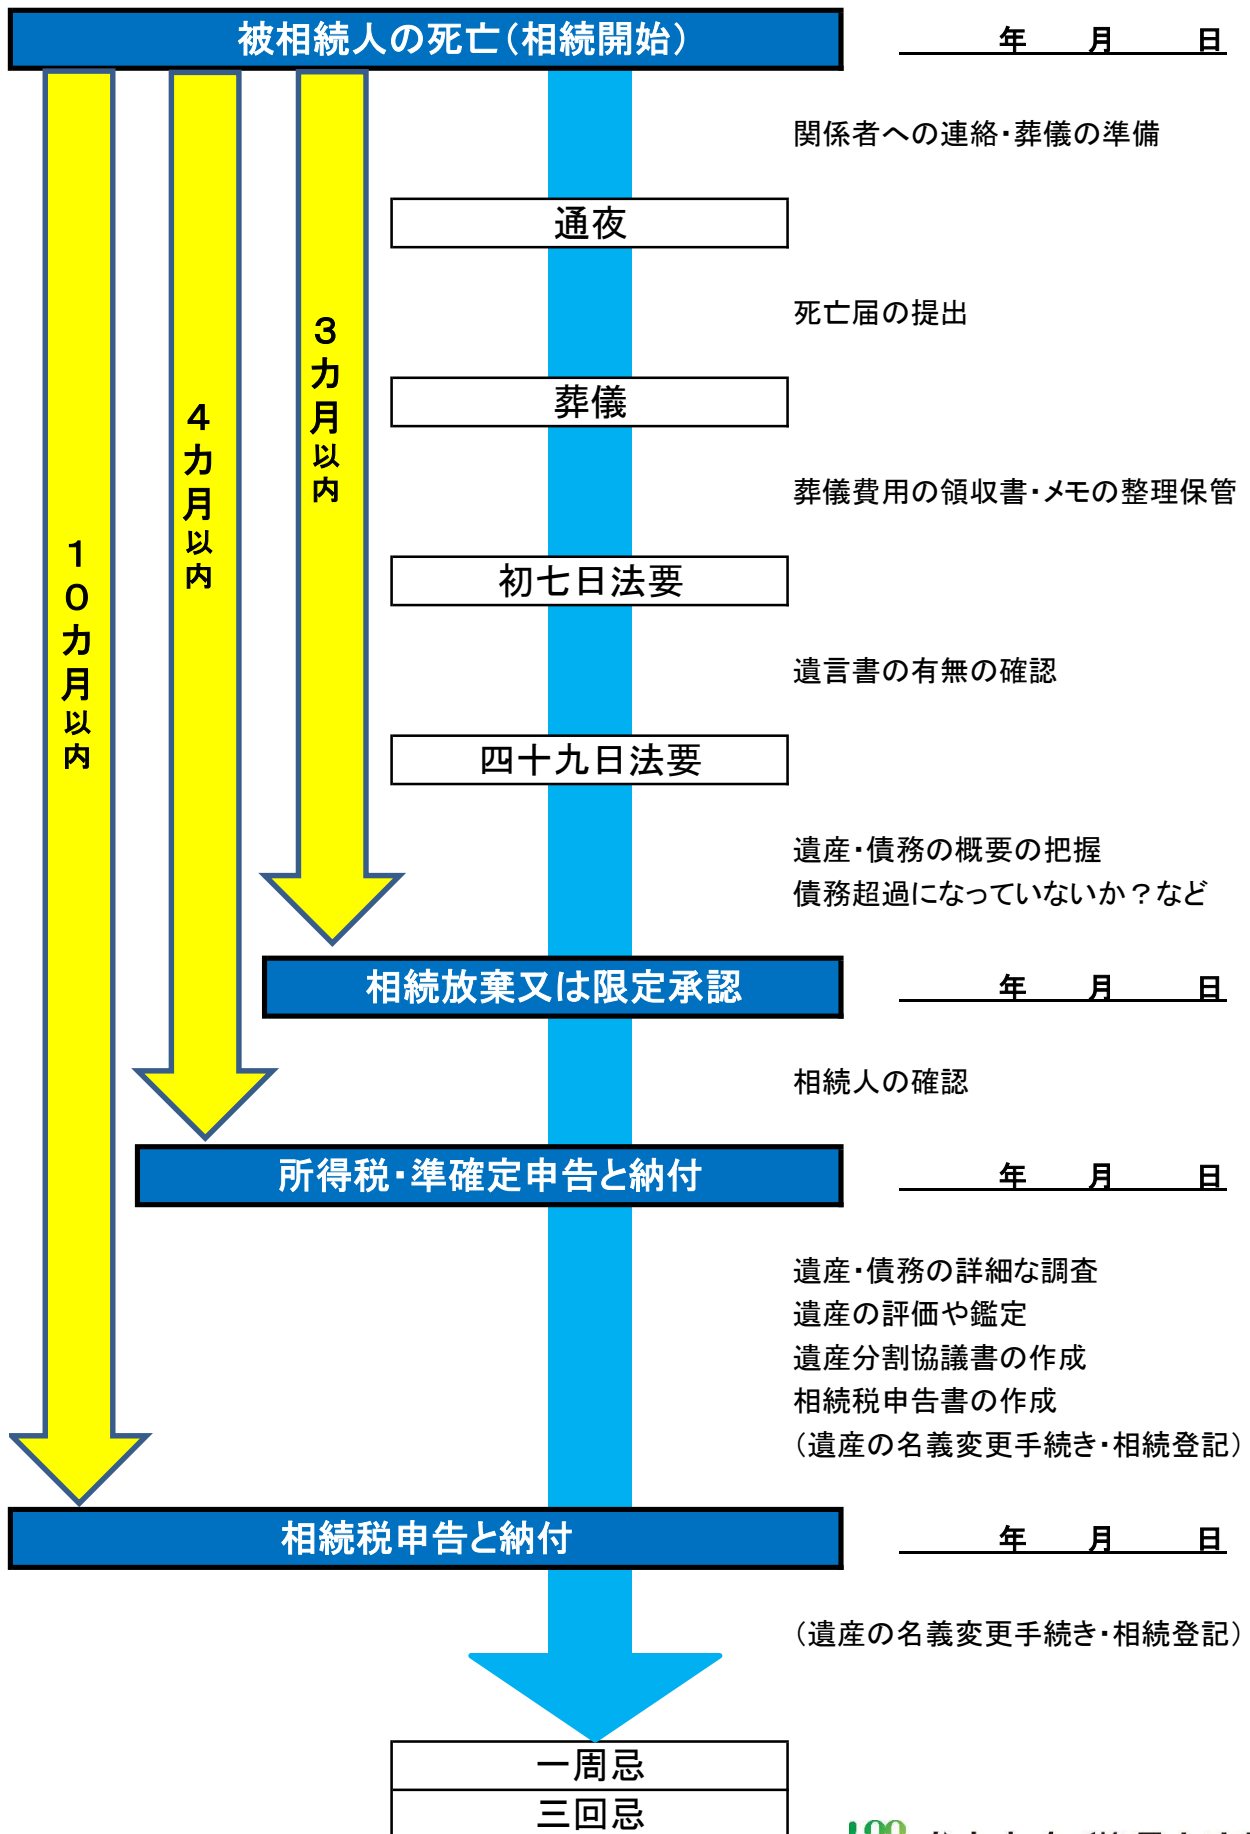 被相続人の死亡（相続開始）
年 月 日
関係者への連絡・葬儀の準備
通夜
死亡届の提出
3カ月以内
葬儀
4カ月以内
葬儀費用の領収書・メモの整理保管
10カ月以内
初七日法要
遺言書の有無の確認
四十九日法要
遺産・債務の概要の把握
債務超過になっていないか？など
相続放棄又は限定承認
年 月 日
相続人の確認
所得税・準確定申告と納付
年 月 日
遺産・債務の詳細な調査
遺産の評価や鑑定
遺産分割協議書の作成
相続税申告書の作成
（遺産の名義変更手続き・相続登記）
相続税申告と納付
年 月 日
（遺産の名義変更手続き・相続登記）
一周忌
三回忌